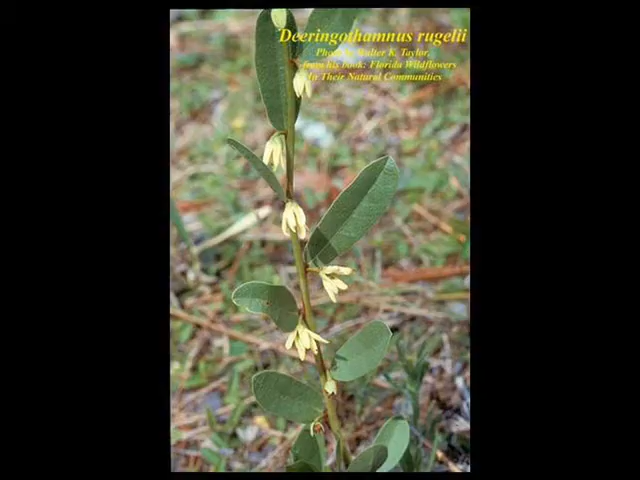 Deeringothamnus rugelii
Photo by Walter K. Taylor,
from his book: Florida Wildflowers
In Their Natural Communities